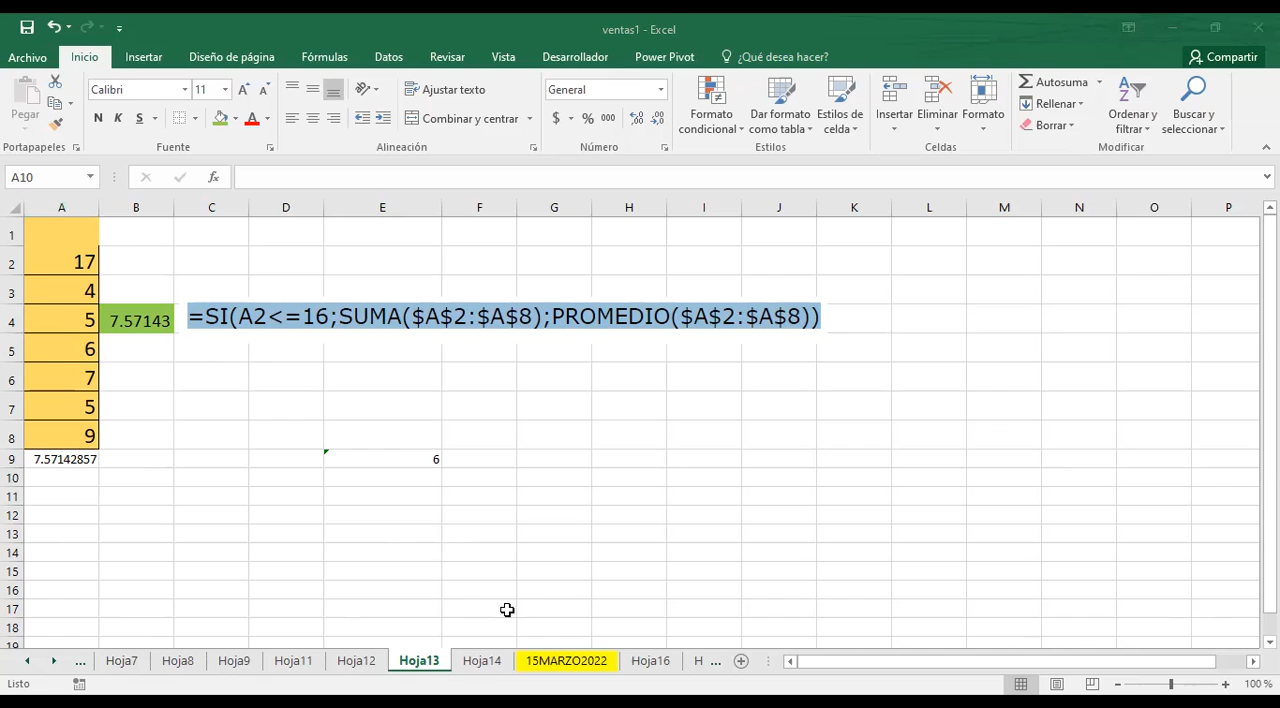 ventas1 - Excel
Archivo Inicio Insertar Diseño de página Fórmulas Datos Revisar Vista Desarrollador Power Pivot ¿Qué desea hacer? Compartir
Pegar
Calibri 11 A A
N K S A
Ajustar texto
Combinar y centrar
General
$ % 000
Formato condicional
Dar formato como tabla
Estilos de celda
Insertar Eliminar Formato
Autosuma
Rellenar
Borrar
Ordenar y filtrar
Buscar y seleccionar
Portapapeles Fuente Alineación Número Estilos Celdas Modificar
A10 fx
A B C D E F G H I J K L M N O P
1
2 17
3 4
4 5 7.57143 =SI(A2<=16;SUMA($A$2:$A$8);PROMEDIO($A$2:$A$8))
5 6
6 7
7 5
8 9
9 7.57142857 6
10
11
12
13
14
15
16
17
18
19
... Hoja7 Hoja8 Hoja9 Hoja11 Hoja12 Hoja13 Hoja14 15MARZO2022 Hoja16 H ...
Listo 100 %